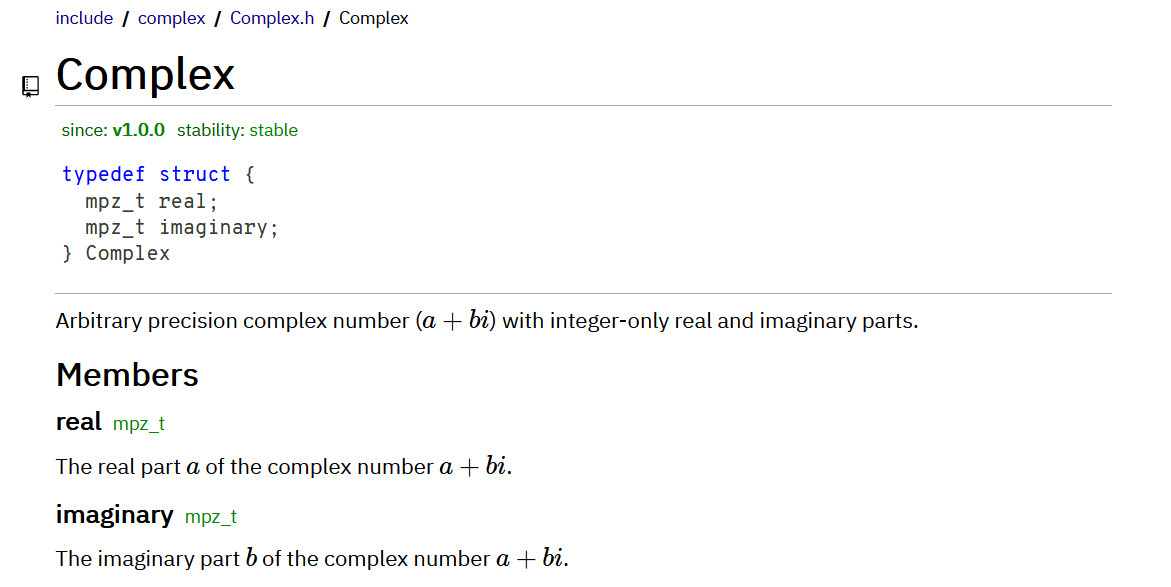 include / complex / Complex.h / Complex
Complex
since: v1.0.0 stability: stable
typedef struct {
  mpz_t real;
  mpz_t imaginary;
} Complex
Arbitrary precision complex number (a + bi) with integer-only real and imaginary parts.
Members
real mpz_t
The real part a of the complex number a + bi.
imaginary mpz_t
The imaginary part b of the complex number a + bi.